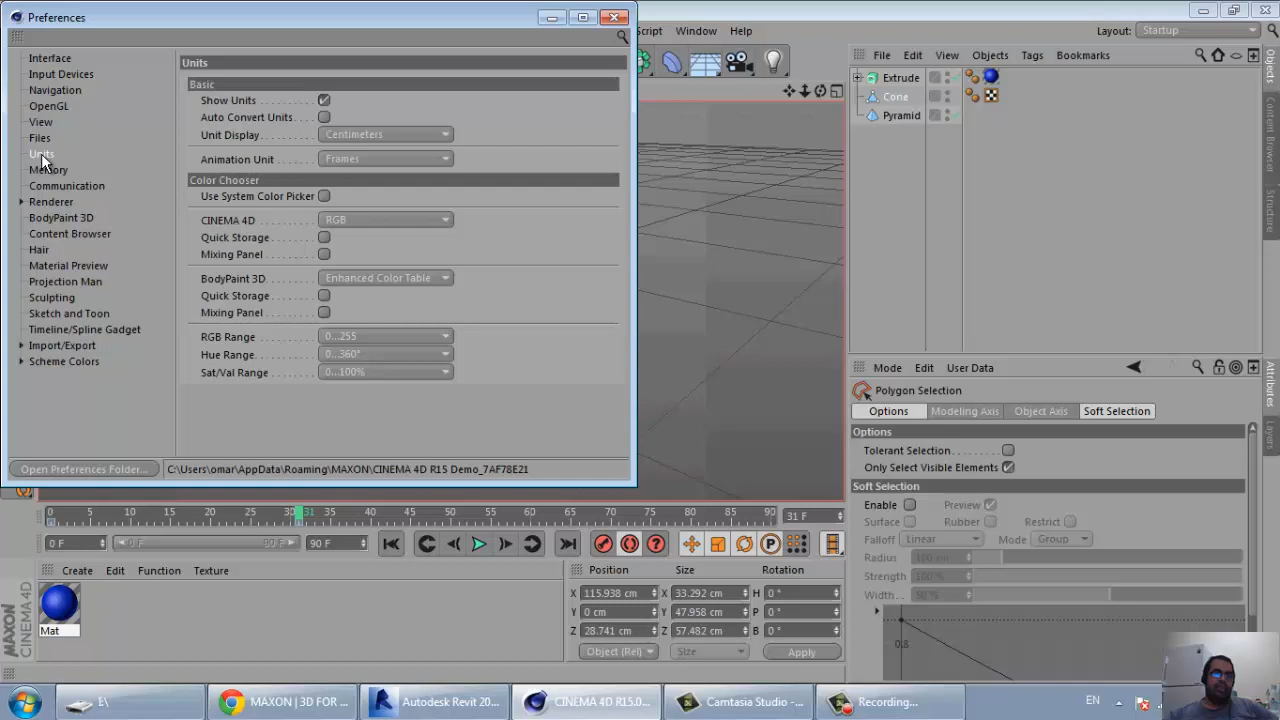 Preferences
Script Window Help
Layout: Startup
Interface
Input Devices
Navigation
OpenGL
View
Files
Units
Memory
Communication
Renderer
BodyPaint 3D
Content Browser
Hair
Material Preview
Projection Man
Sculpting
Sketch and Toon
Timeline/Spline Gadget
Import/Export
Scheme Colors
Units
Basic
Show Units
Auto Convert Units
Unit Display Centimeters
Animation Unit Frames
Color Chooser
Use System Color Picker
CINEMA 4D RGB
Quick Storage
Mixing Panel
BodyPaint 3D Enhanced Color Table
Quick Storage
Mixing Panel
RGB Range 0...255
Hue Range 0...360°
Sat/Val Range 0...100%
Open Preferences Folder... C:\Users\omar\AppData\Roaming\MAXON\CINEMA 4D R15 Demo_7AF78E21
File Edit View Objects Tags Bookmarks
Extrude
Cone
Pyramid
Objects
Content Browser
Structure
Mode Edit User Data
Polygon Selection
Options Modeling Axis Object Axis Soft Selection
Options
Tolerant Selection
Only Select Visible Elements
Soft Selection
Enable Preview
Surface Rubber Restrict
Falloff Linear Mode Group
Radius 100 cm
Strength 100 %
Width 50 %
0.8
Attributes
Layers
0 5 10 15 20 25 30 31 35 40 45 50 55 60 65 70 75 80 85 90 31 F
0 F 0 F 90 F 90 F
Create Edit Function Texture
Mat
MAXON
CINEMA 4D
Position Size Rotation
X 115.938 cm X 33.292 cm H 0 °
Y 0 cm Y 47.958 cm P 0 °
Z 28.741 cm Z 57.482 cm B 0 °
Object (Rel) Size Apply
E:\ MAXON | 3D FOR ... Autodesk Revit 20... CINEMA 4D R15.0... Camtasia Studio - ... Recording... EN